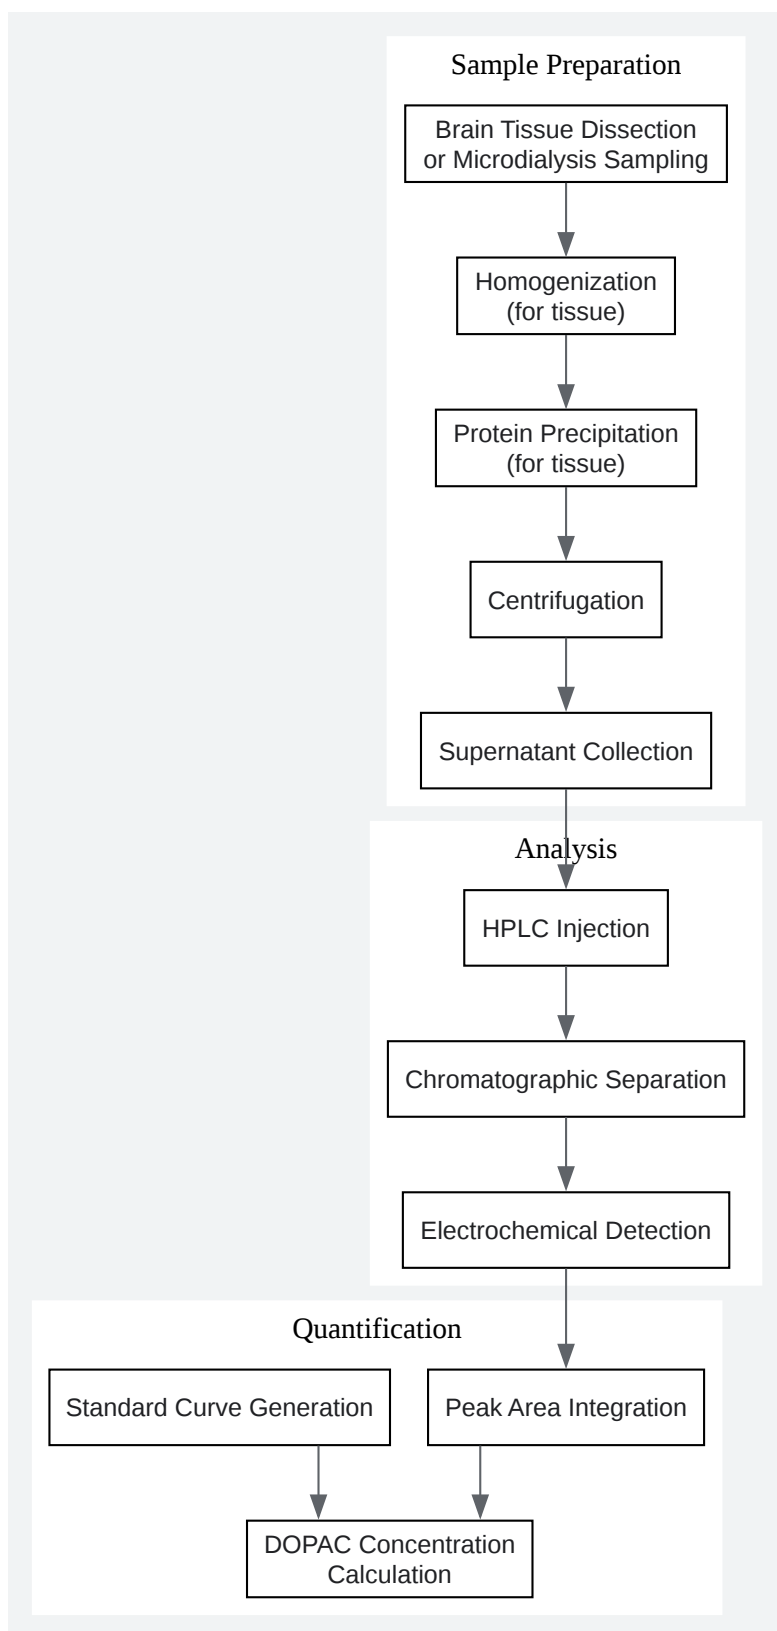 Sample Preparation
Brain Tissue Dissection
or Microdialysis Sampling
Homogenization
(for tissue)
Protein Precipitation
(for tissue)
Centrifugation
Supernatant Collection
Analysis
HPLC Injection
Chromatographic Separation
Electrochemical Detection
Quantification
Standard Curve Generation
Peak Area Integration
DOPAC Concentration
Calculation